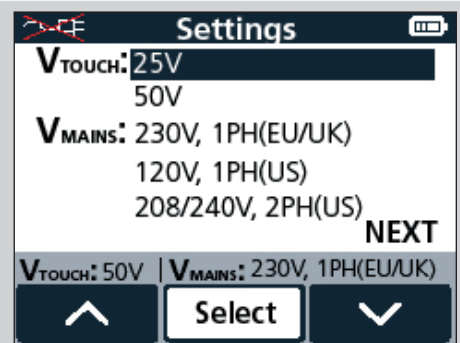 Settings
VTOUCH: 25V
50V
VMAINS: 230V, 1PH(EU/UK)
120V, 1PH(US)
208/240V, 2PH(US)
NEXT
VTOUCH: 50V | VMAINS: 230V, 1PH(EU/UK)
Select